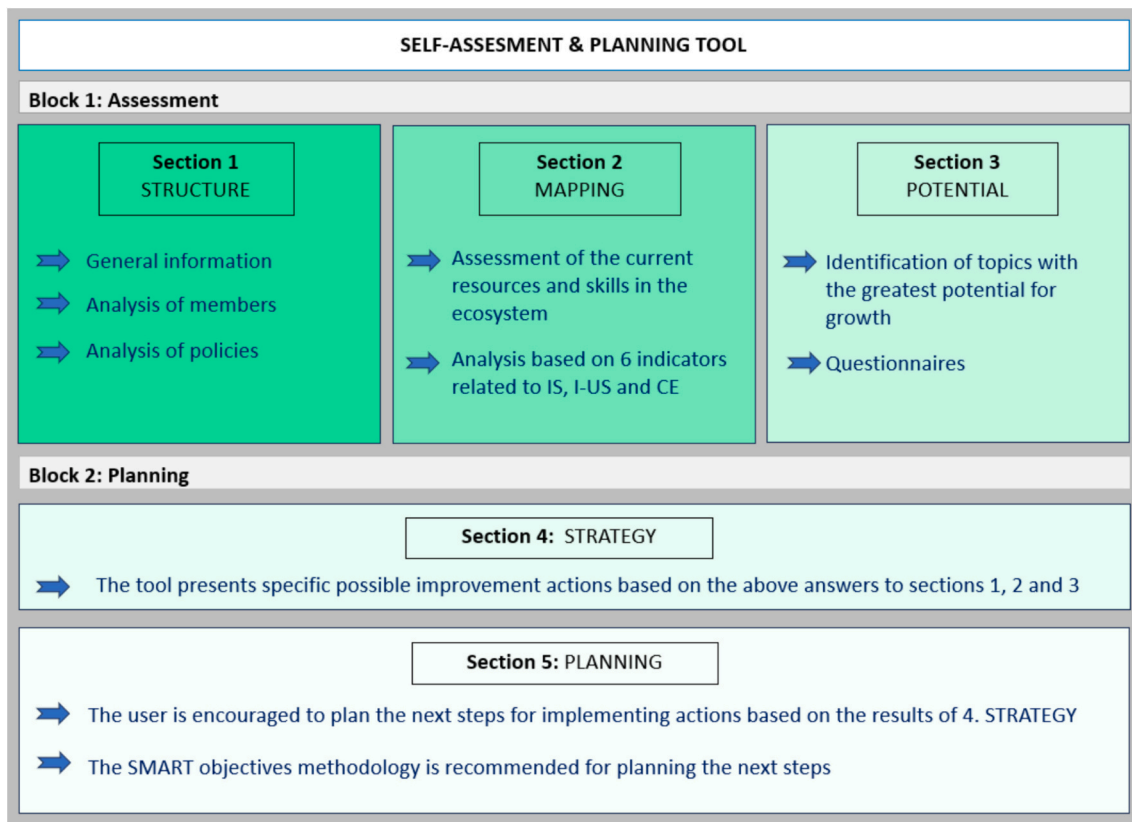 SELF-ASSESMENT & PLANNING TOOL
Block 1: Assessment
Section 1
STRUCTURE
General information
Analysis of members
Analysis of policies
Section 2
MAPPING
Assessment of the current
resources and skills in the
ecosystem
Analysis based on 6 indicators
related to IS, I-US and CE
Section 3
POTENTIAL
Identification of topics with
the greatest potential for
growth
Questionnaires
Block 2: Planning
Section 4: STRATEGY
The tool presents specific possible improvement actions based on the above answers to sections 1, 2 and 3
Section 5: PLANNING
The user is encouraged to plan the next steps for implementing actions based on the results of 4. STRATEGY
The SMART objectives methodology is recommended for planning the next steps